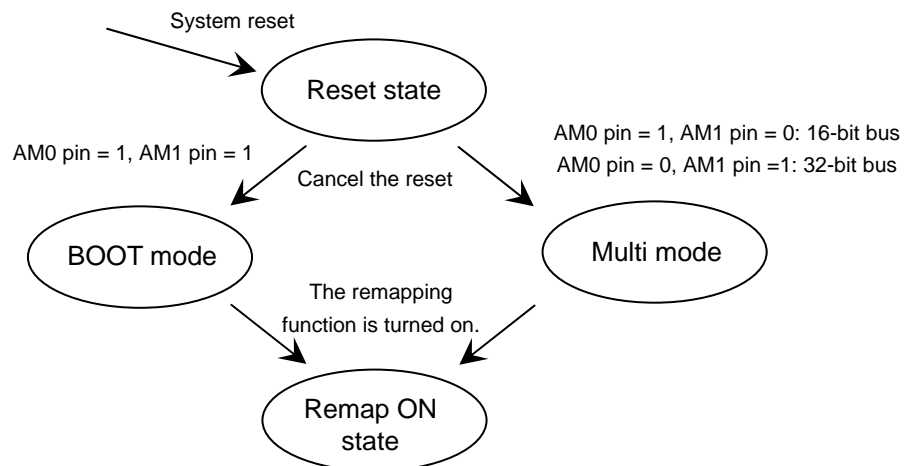 System reset
Reset state
AM0 pin = 1, AM1 pin = 1
AM0 pin = 1, AM1 pin = 0: 16-bit bus
AM0 pin = 0, AM1 pin =1: 32-bit bus
Cancel the reset
BOOT mode
Multi mode
The remapping
function is turned on.
Remap ON
state